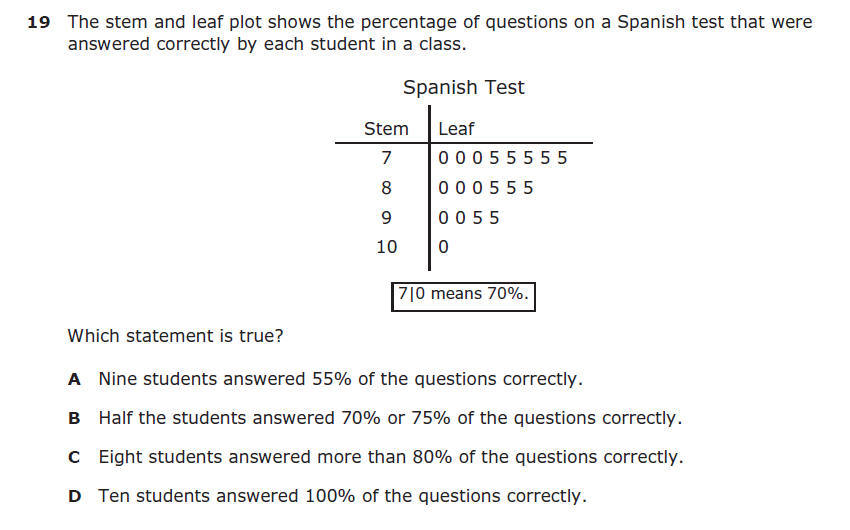 19 The stem and leaf plot shows the percentage of questions on a Spanish test that were
answered correctly by each student in a class.
Spanish Test
Stem Leaf
7 0 0 0 5 5 5 5 5
8 0 0 0 5 5 5
9 0 0 5 5
10 0
7|0 means 70%.
Which statement is true?
A Nine students answered 55% of the questions correctly.
B Half the students answered 70% or 75% of the questions correctly.
C Eight students answered more than 80% of the questions correctly.
D Ten students answered 100% of the questions correctly.